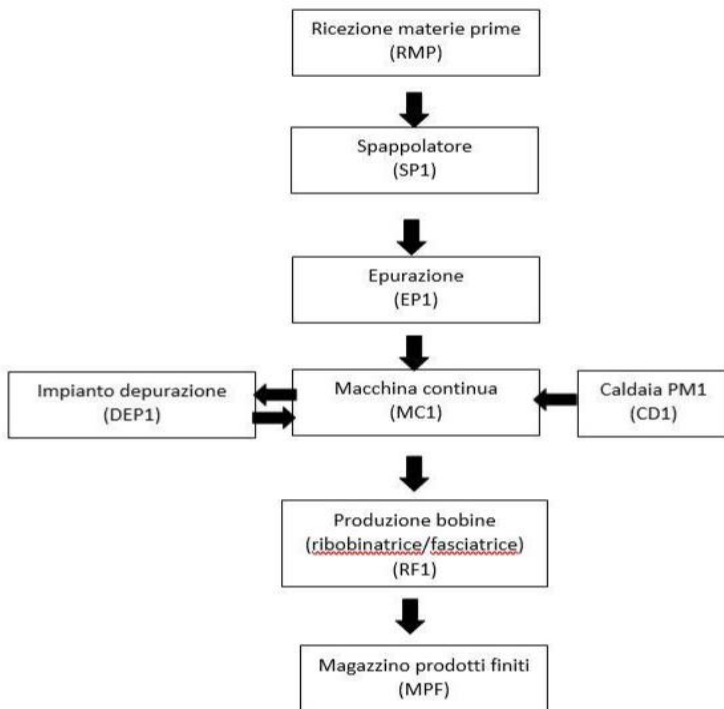 Ricezione materie prime
(RMP)
Spappolatore
(SP1)
Epurazione
(EP1)
Impianto depurazione
(DEP1)
Macchina continua
(MC1)
Caldaia PM1
(CD1)
Produzione bobine
(ribobinatrice/fasciatrice)
(RF1)
Magazzino prodotti finiti
(MPF)